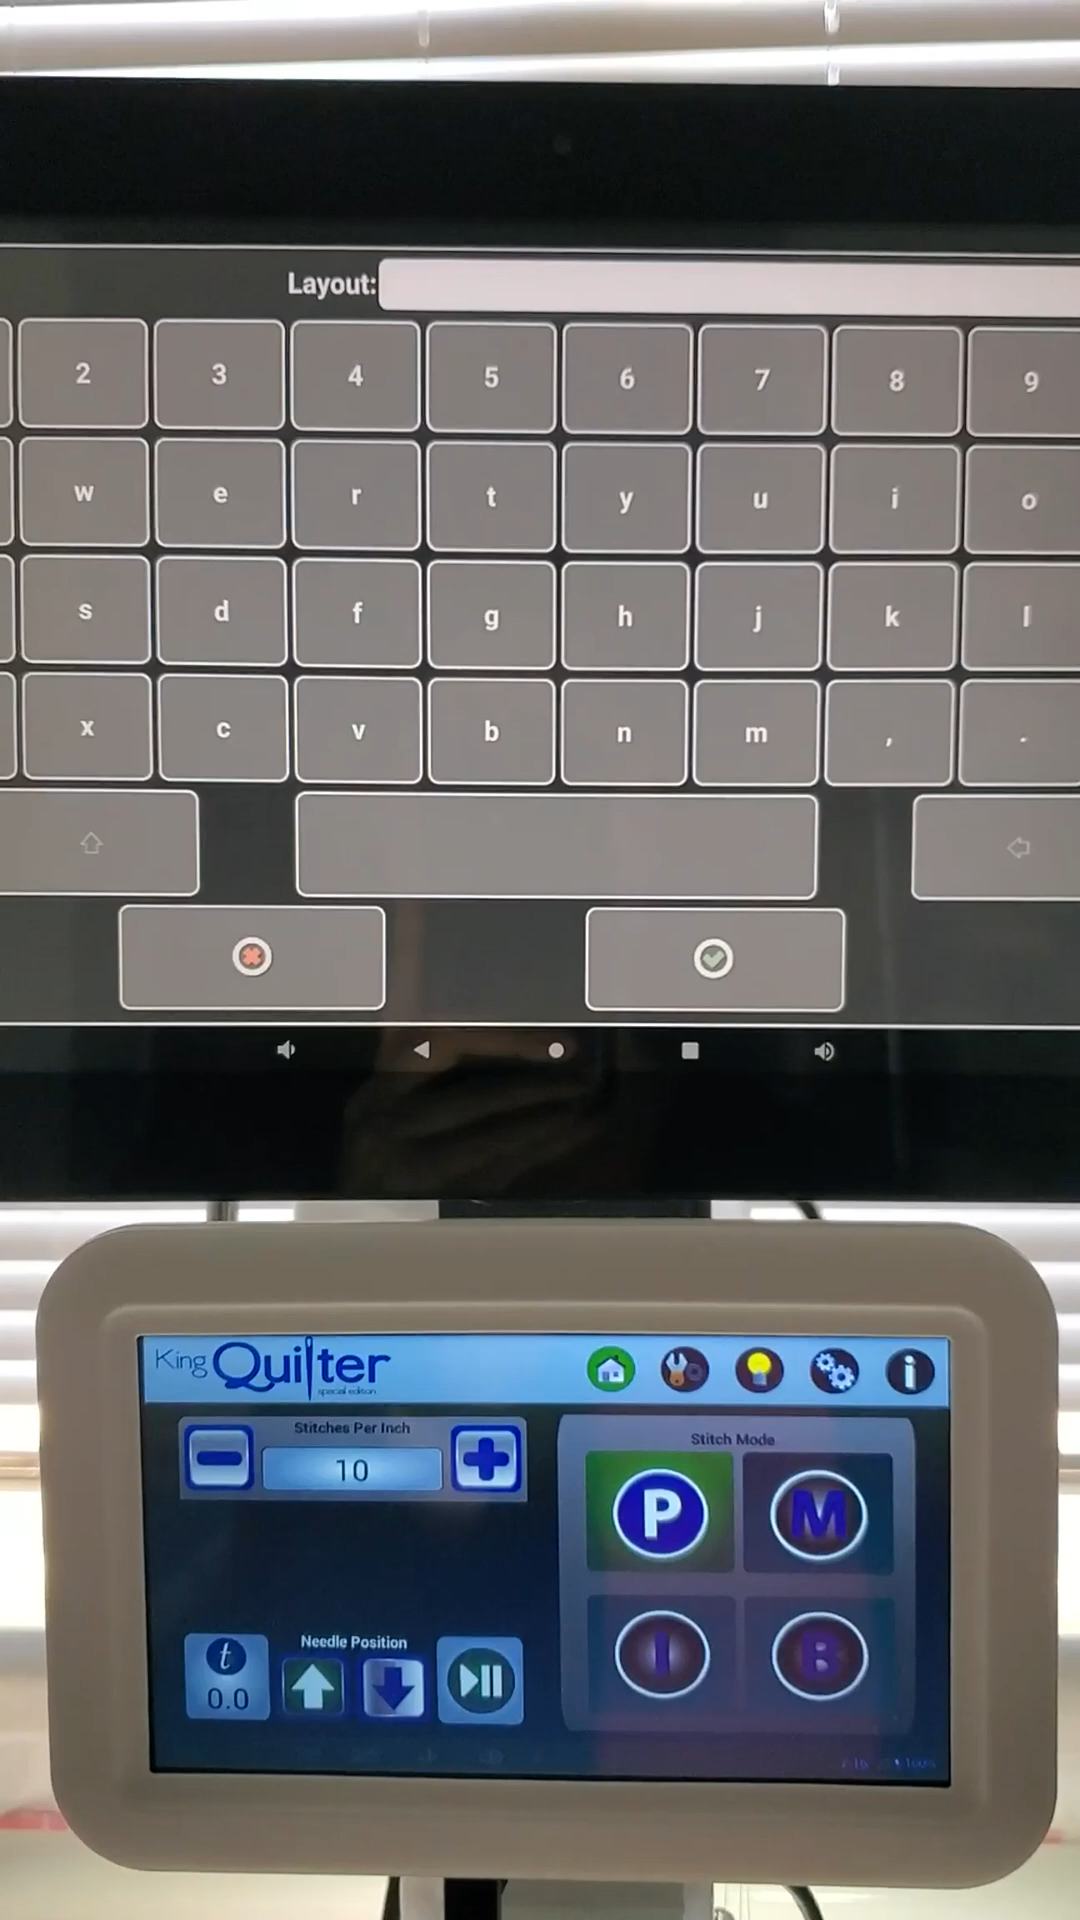 Layout:
2 3 4 5 6 7 8 9
w e r t y u i o
s d f g h j k l
x c v b n m , .
King Quilter
special edition
Stitches Per Inch
10
Stitch Mode
P M
Needle Position
t
0.0
I B